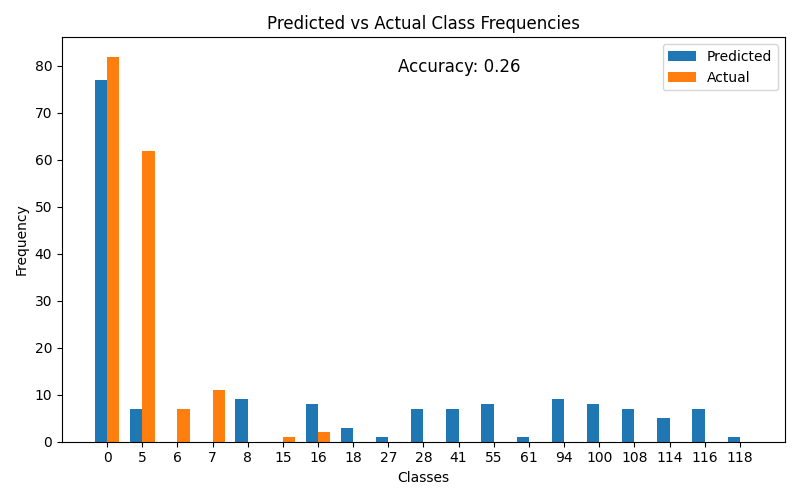 Predicted vs Actual Class Frequencies
Accuracy: 0.26
Predicted
Actual
Frequency
80
70
60
50
40
30
20
10
0
0 5 6 7 8 15 16 18 27 28 41 55 61 94 100 108 114 116 118
Classes